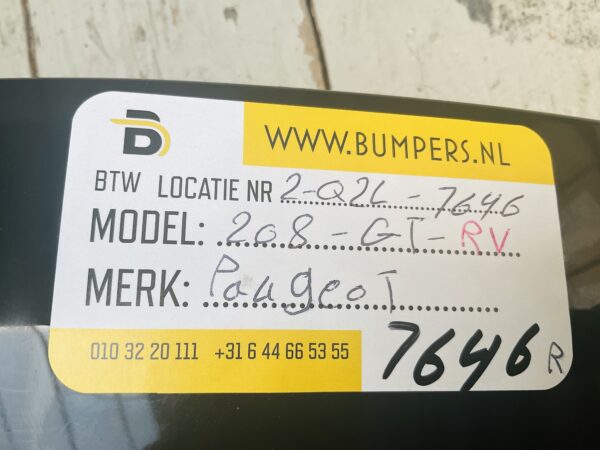 B
WWW.BUMPERS.NL
BTW LOCATIE NR 2-Q2L-7646
MODEL: 208-GT-RV
MERK: Paugeot
010 32 20 111 +31 6 44 66 53 55
7646 R